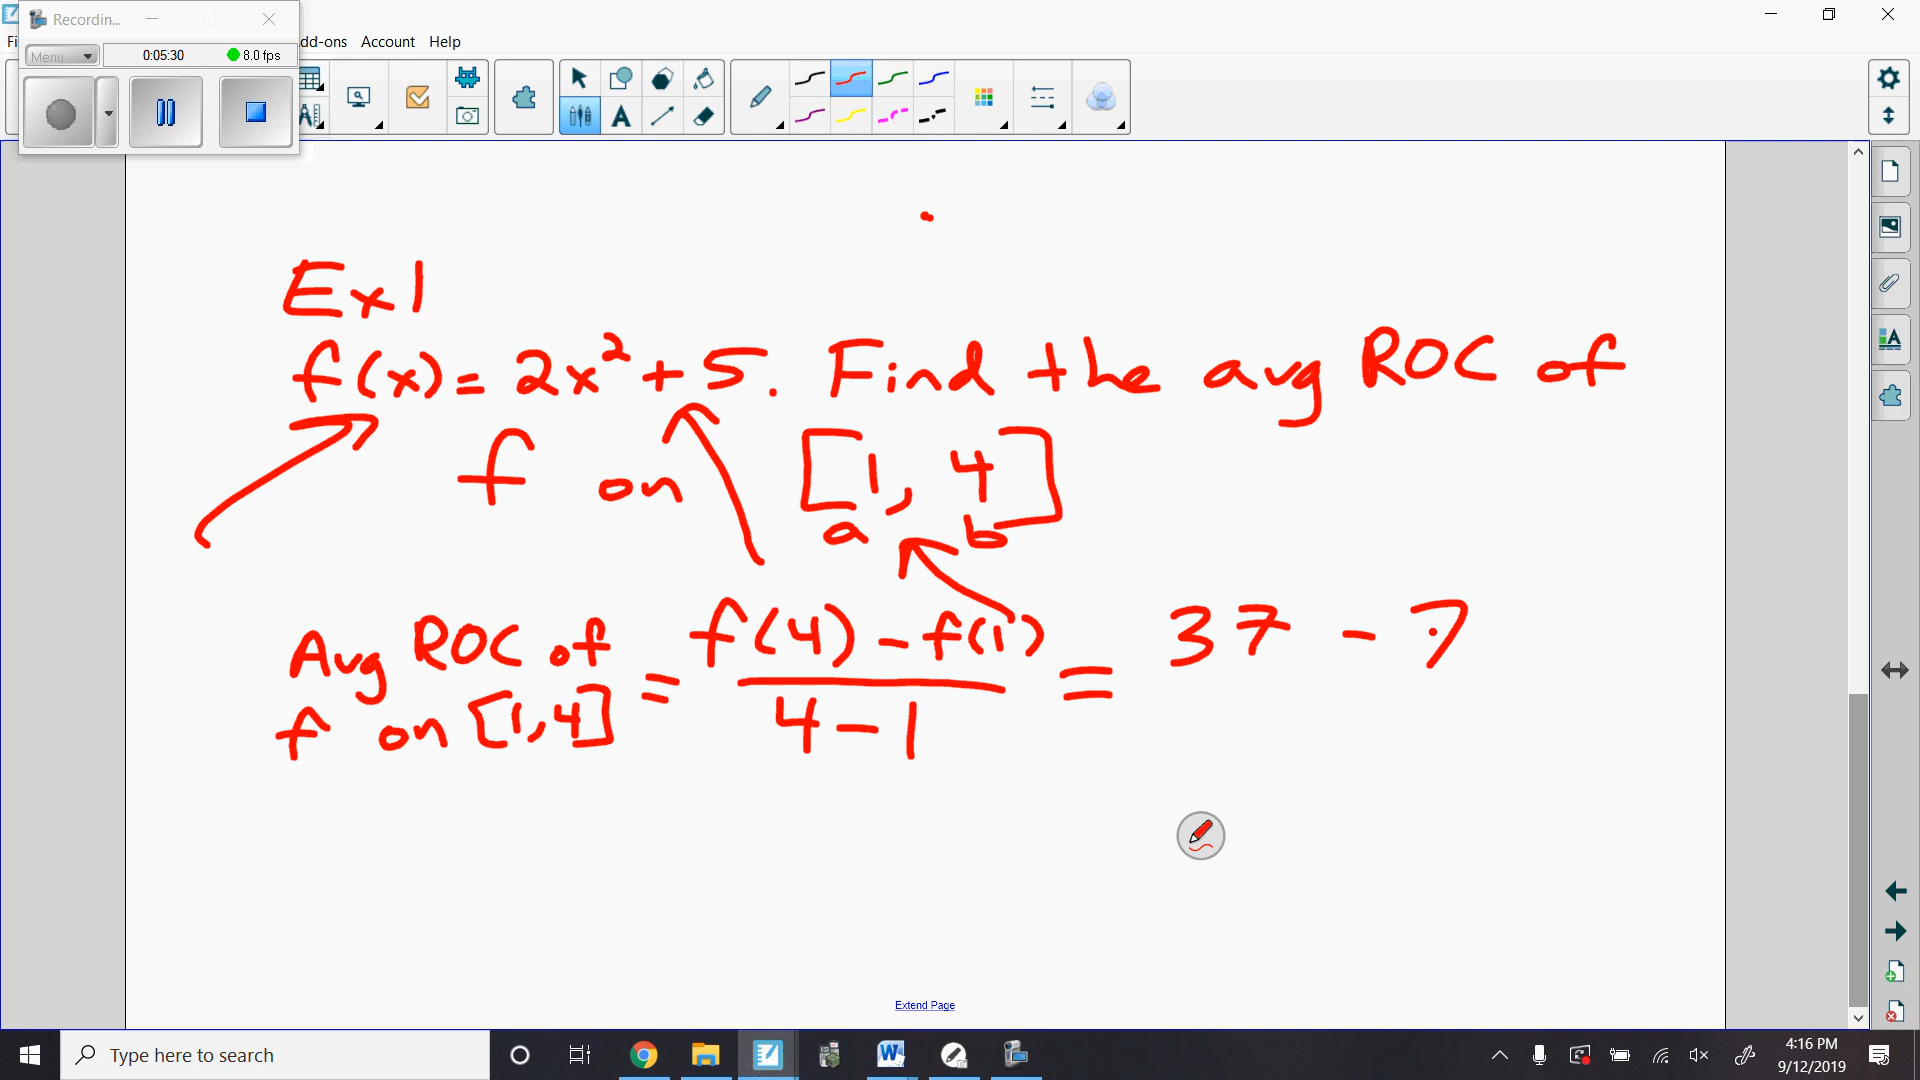 Recordin...
Menu
0:05:30
8.0 fps
Fi
dd-ons Account Help
Ex1
f(x) = 2x² + 5. Find the avg ROC of
f on [1, 4]
a b
Avg ROC of
f on [1,4] = f(4) - f(1) / 4 - 1 = 37 - 7
Extend Page
Type here to search
4:16 PM
9/12/2019